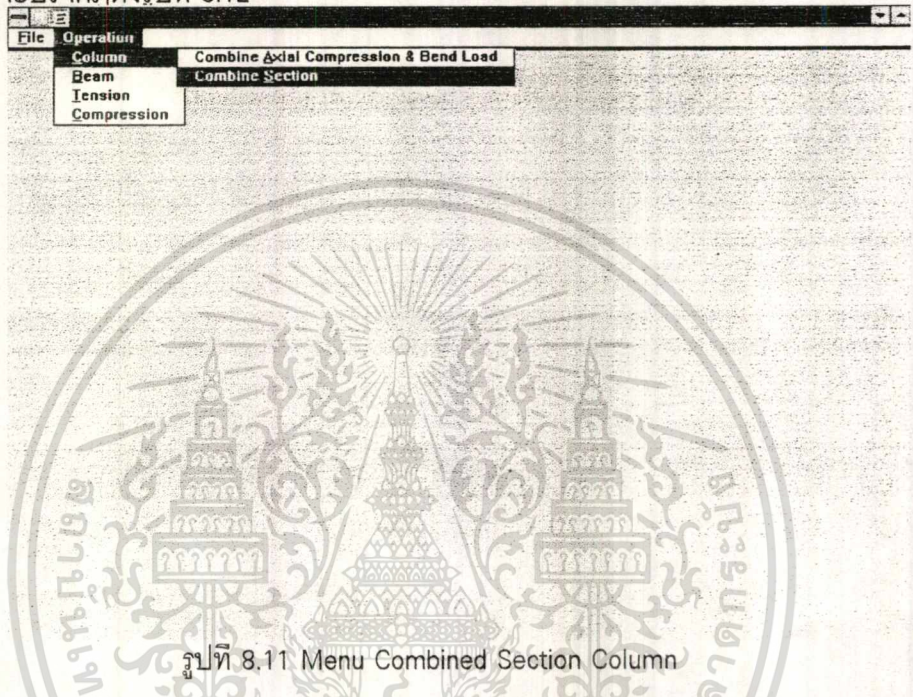 File Operation
Column Combine Axial Compression & Bend Load
Beam Combine Section
Tension
Compression
รูปที่ 8.11 Menu Combined Section Column